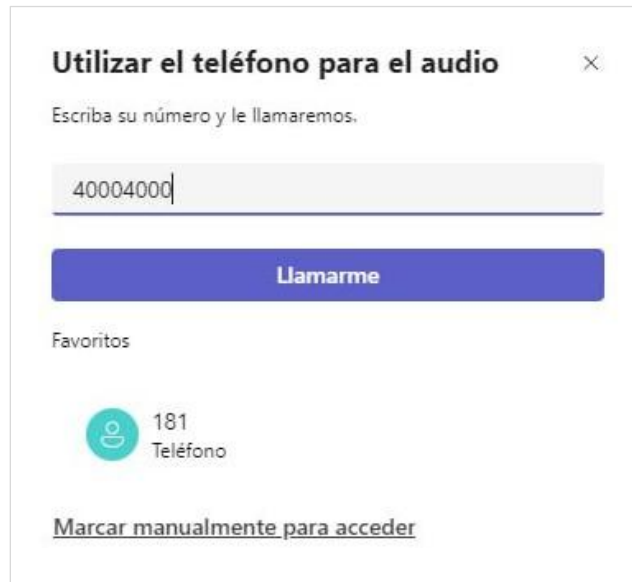 Utilizar el teléfono para el audio
Escriba su número y le llamaremos.
40004000
Llamarme
Favoritos
181
Teléfono
Marcar manualmente para acceder